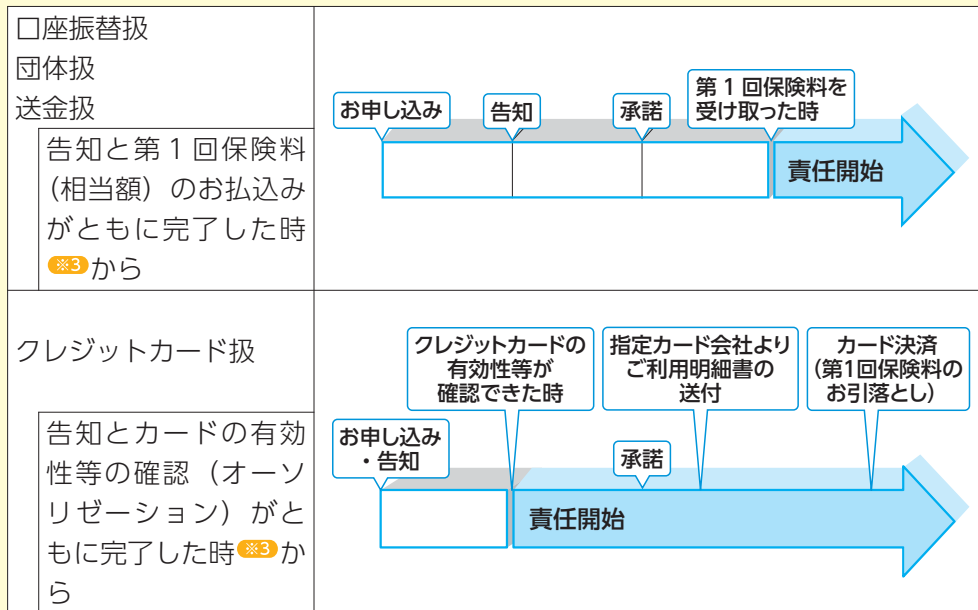 口座振替扱
団体扱
送金扱
告知と第1回保険料
（相当額）のお払込み
がともに完了した時
※3から
お申し込み
告知
承諾
第1回保険料を
受け取った時
責任開始
クレジットカード扱
告知とカードの有効
性等の確認（オーソ
リゼーション）がと
もに完了した時※3か
ら
お申し込み
・告知
クレジットカードの
有効性等が
確認できた時
承諾
指定カード会社より
ご利用明細書の
送付
カード決済
（第1回保険料の
お引落とし）
責任開始